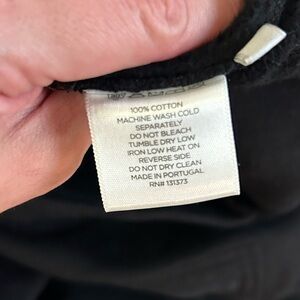 100% COTTON
MACHINE WASH COLD
SEPARATELY
DO NOT BLEACH
TUMBLE DRY LOW
IRON LOW HEAT ON
REVERSE SIDE
DO NOT DRY CLEAN
MADE IN PORTUGAL
RN# 131373